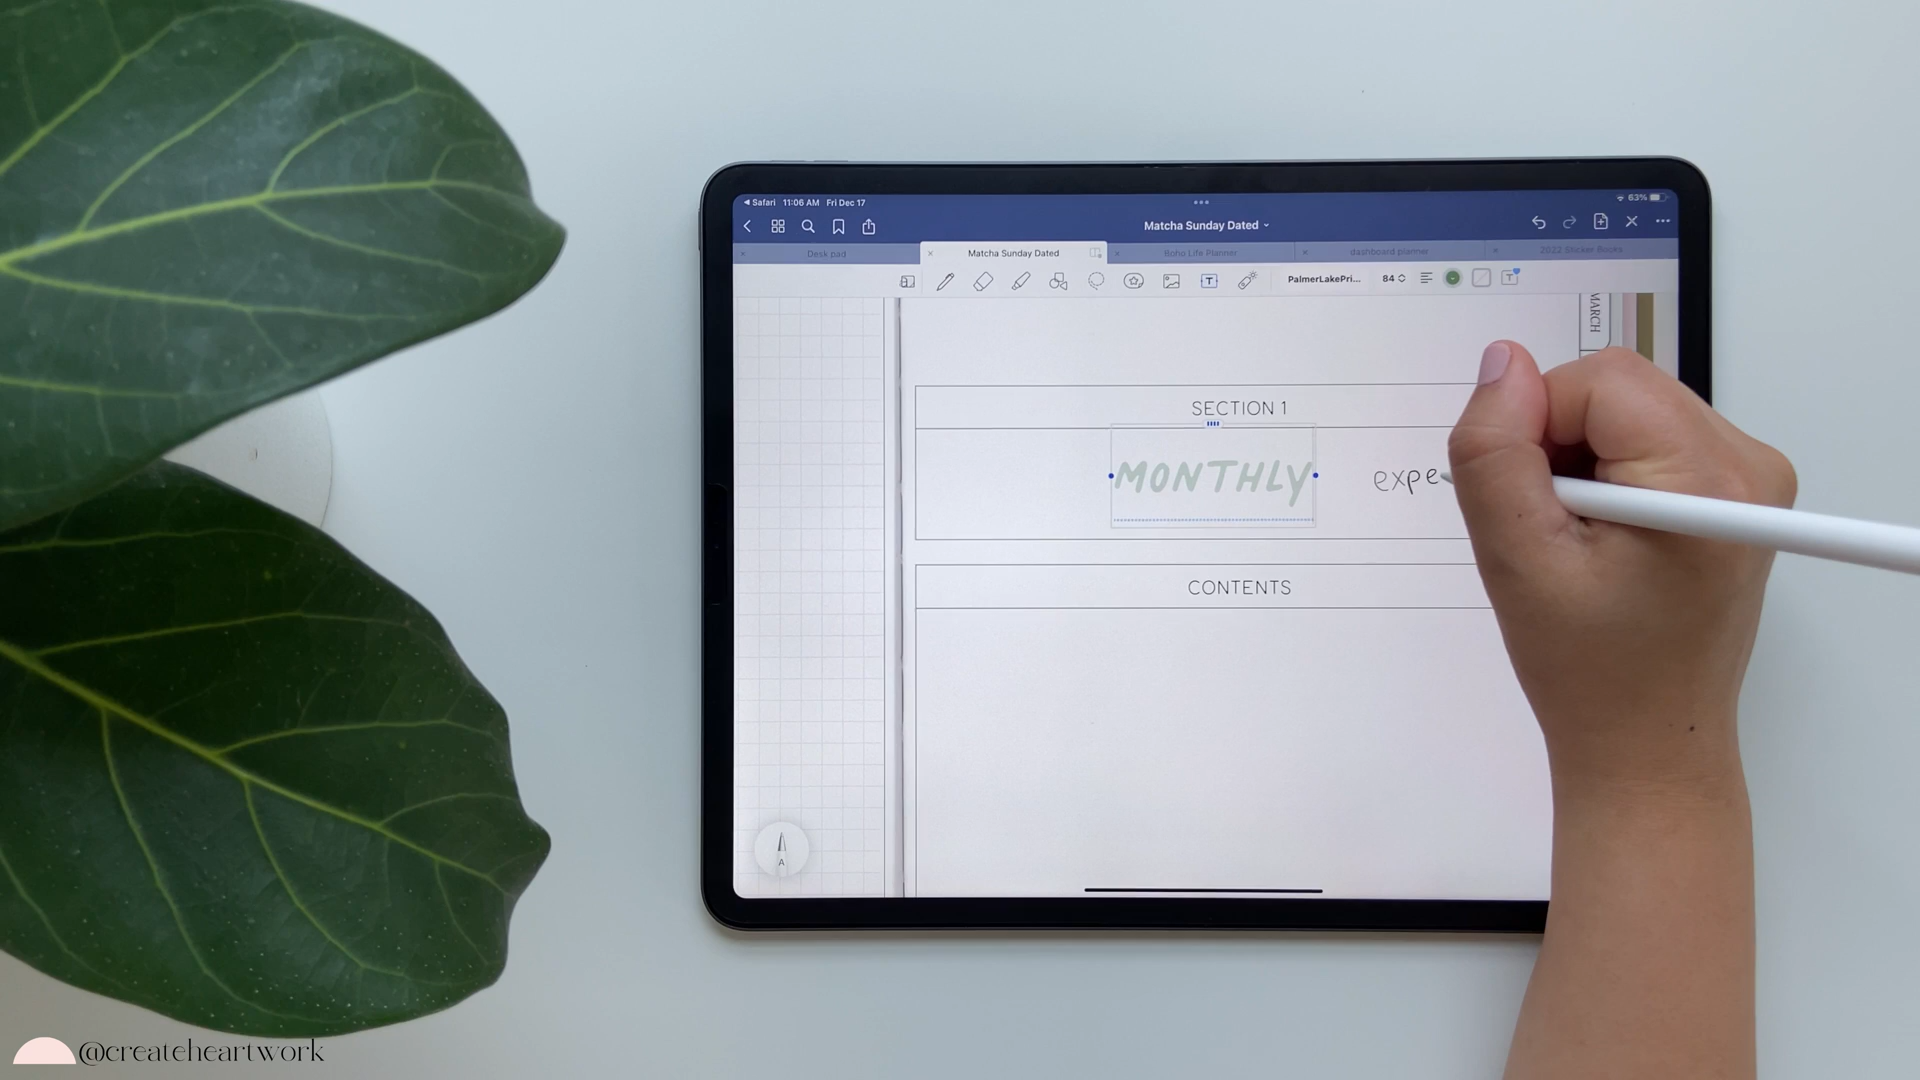 Safari 11:06 AM Fri Dec 17
63%
Matcha Sunday Dated
Desk pad
Matcha Sunday Dated
Boho Life Planner
dashboard planner
2022 Sticker Books
PalmerLakePri...
84
MARCH
SECTION 1
MONTHLY
expe
CONTENTS
A
@createheartwork